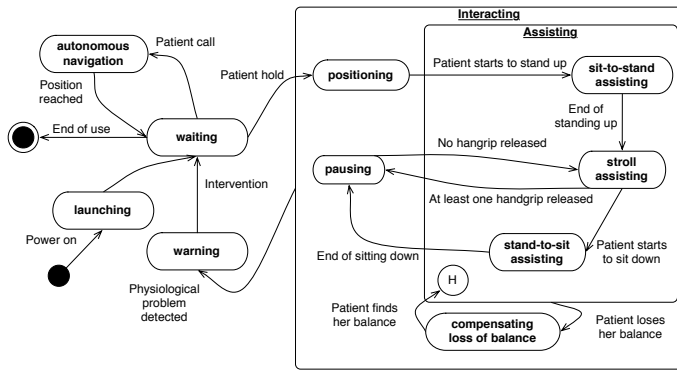 Interacting
Assisting
autonomous
navigation
Patient call
Position
reached
End of use
waiting
Patient hold
positioning
Patient starts to stand up
sit-to-stand
assisting
End of
standing up
No hangrip released
pausing
stroll
assisting
At least one handgrip released
Intervention
launching
Power on
warning
Physiological
problem
detected
End of sitting down
stand-to-sit
assisting
Patient starts
to sit down
H
Patient finds
her balance
compensating
loss of balance
Patient loses
her balance